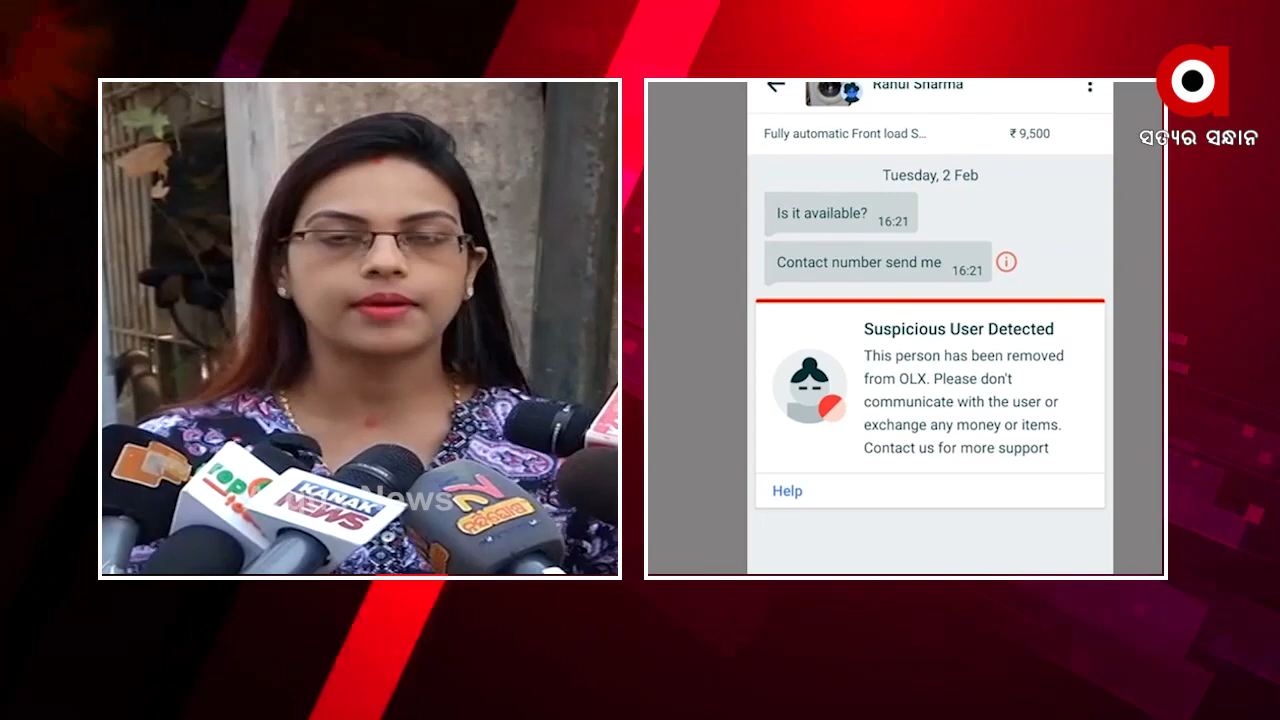 Rahul Sharma
Fully automatic Front load S...
₹ 9,500
Tuesday, 2 Feb
Is it available?
16:21
Contact number send me
16:21
Suspicious User Detected
This person has been removed
from OLX. Please don't
communicate with the user or
exchange any money or items.
Contact us for more support
Help
ସତ୍ୟର ସନ୍ଧାନ
KANAK
NEWS
News